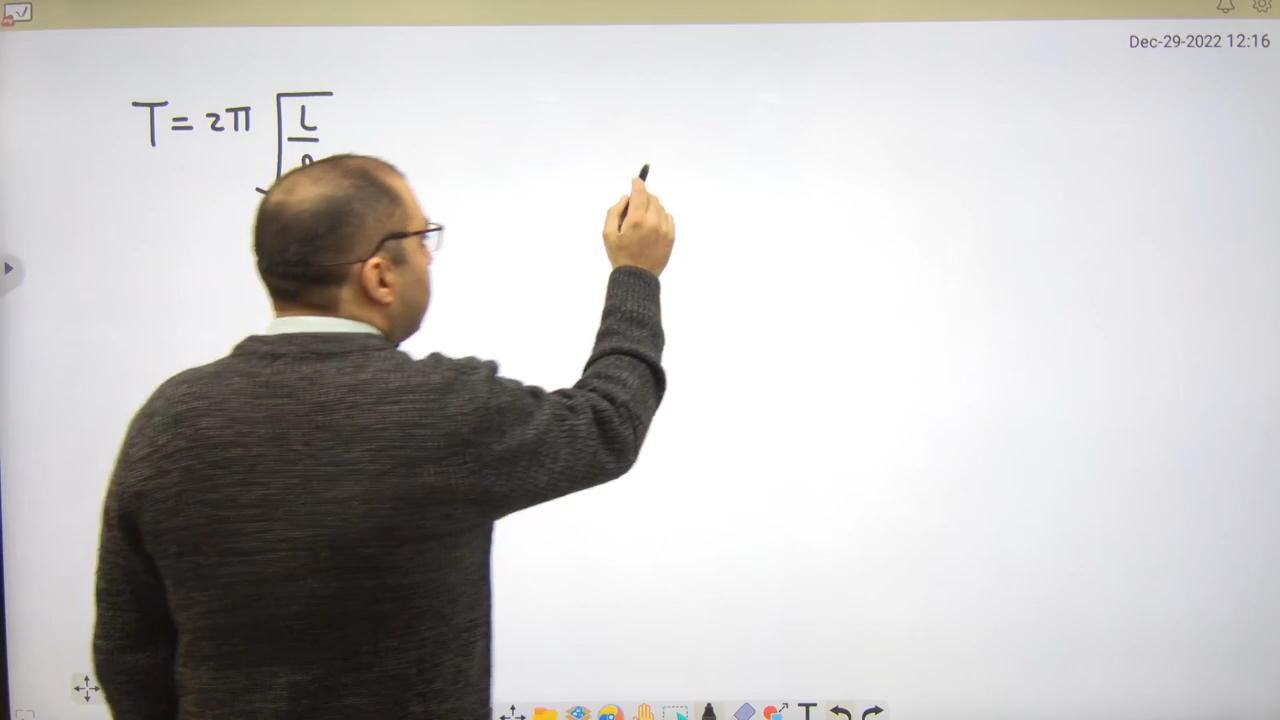 Dec-29-2022 12:16
T = 2π √L